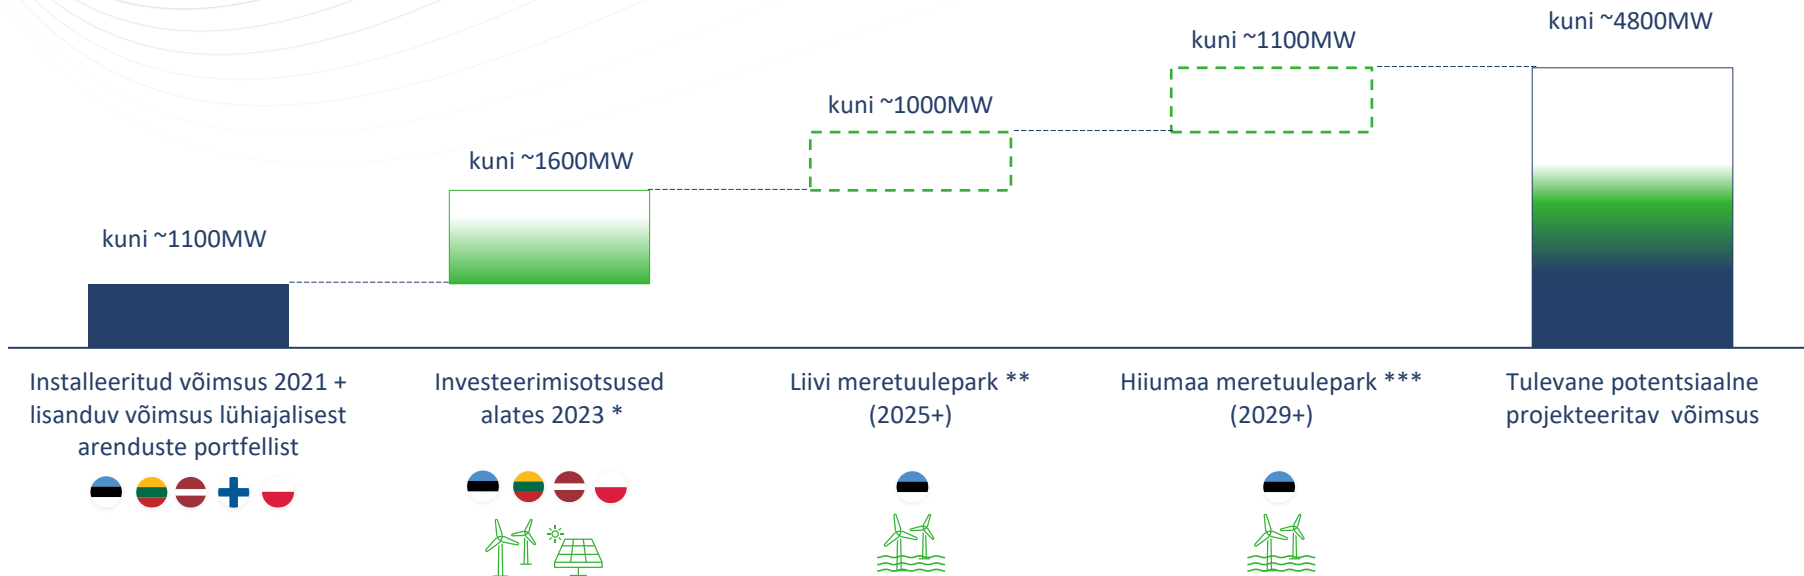 kuni ~1100MW
kuni ~1600MW
kuni ~1000MW
kuni ~1100MW
kuni ~4800MW
Installeeritud võimsus 2021 +
lisanduv võimsus lühiajalisest
arenduste portfellist
Investeerimisotsused
alates 2023 *
Liivi meretuulepark **
(2025+)
Hiiumaa meretuulepark ***
(2029+)
Tulevane potentsiaalne
projekteeritav võimsus